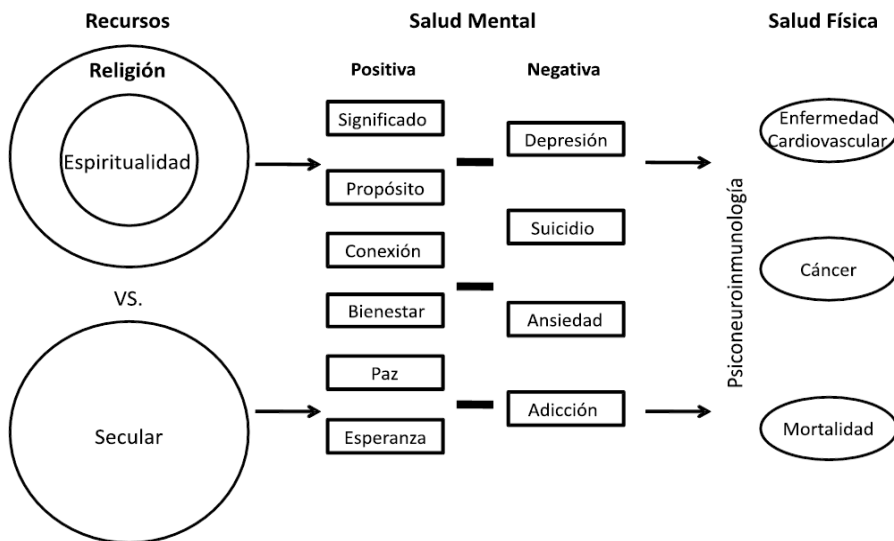 Recursos
Salud Mental
Salud Física
Religión
Espiritualidad
VS.
Secular
Positiva
Negativa
Significado
Propósito
Conexión
Bienestar
Paz
Esperanza
Depresión
Suicidio
Ansiedad
Adicción
Psiconeuroinmunología
Enfermedad
Cardiovascular
Cáncer
Mortalidad